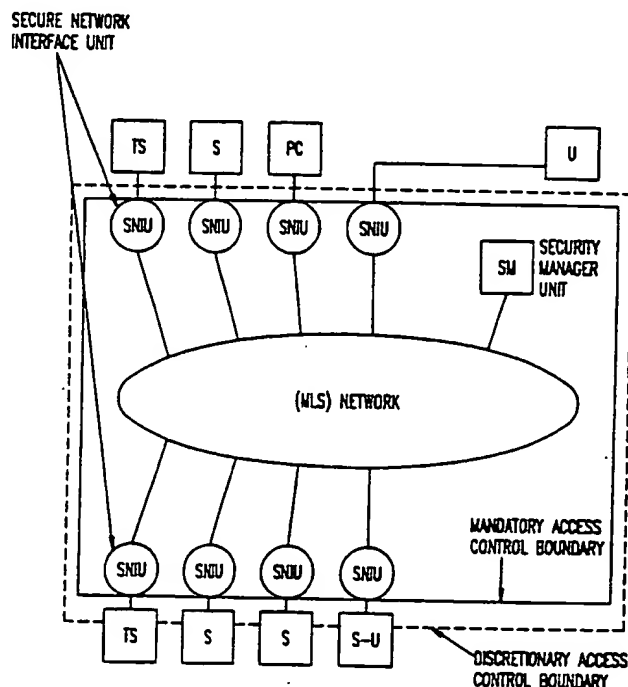 SECURE NETWORK
INTERFACE UNIT
TS
S
PC
U
SNIU
SNIU
SNIU
SNIU
SM
SECURITY
MANAGER
UNIT
(MLS) NETWORK
MANDATORY ACCESS
CONTROL BOUNDARY
SNIU
SNIU
SNIU
SNIU
TS
S
S
S-U
DISCRETIONARY ACCESS
CONTROL BOUNDARY